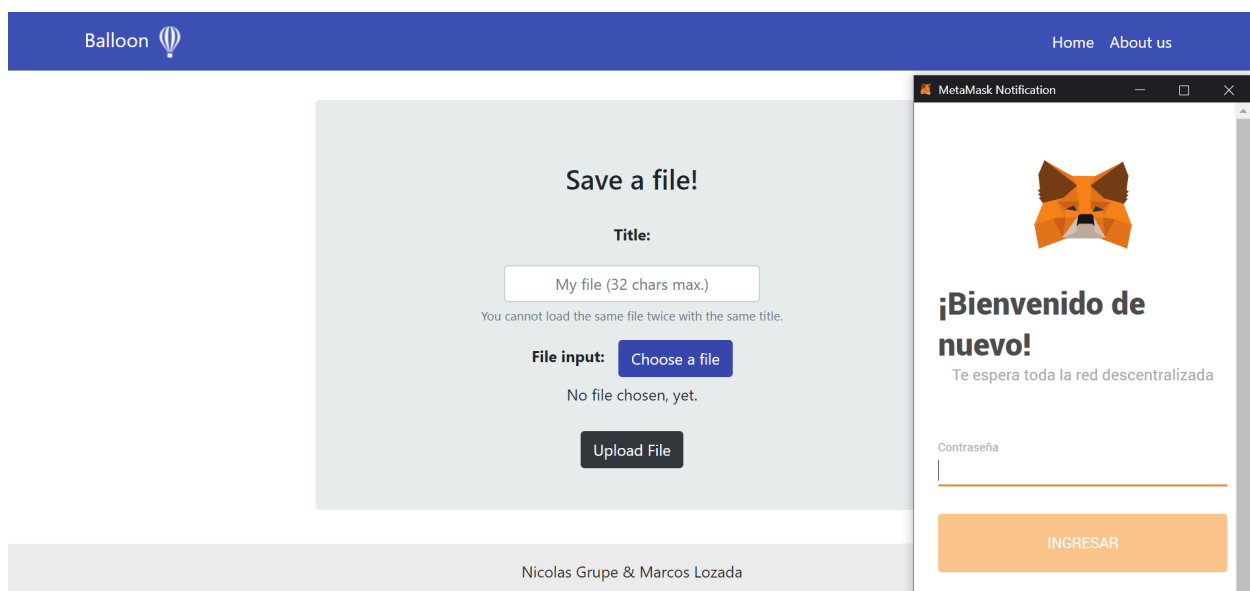 Balloon
Home About us
Save a file!
Title:
My file (32 chars max.)
You cannot load the same file twice with the same title.
File input: Choose a file
No file chosen, yet.
Upload File
Nicolas Grupe & Marcos Lozada
MetaMask Notification
¡Bienvenido de
nuevo!
Te espera toda la red descentralizada
Contraseña
INGRESAR